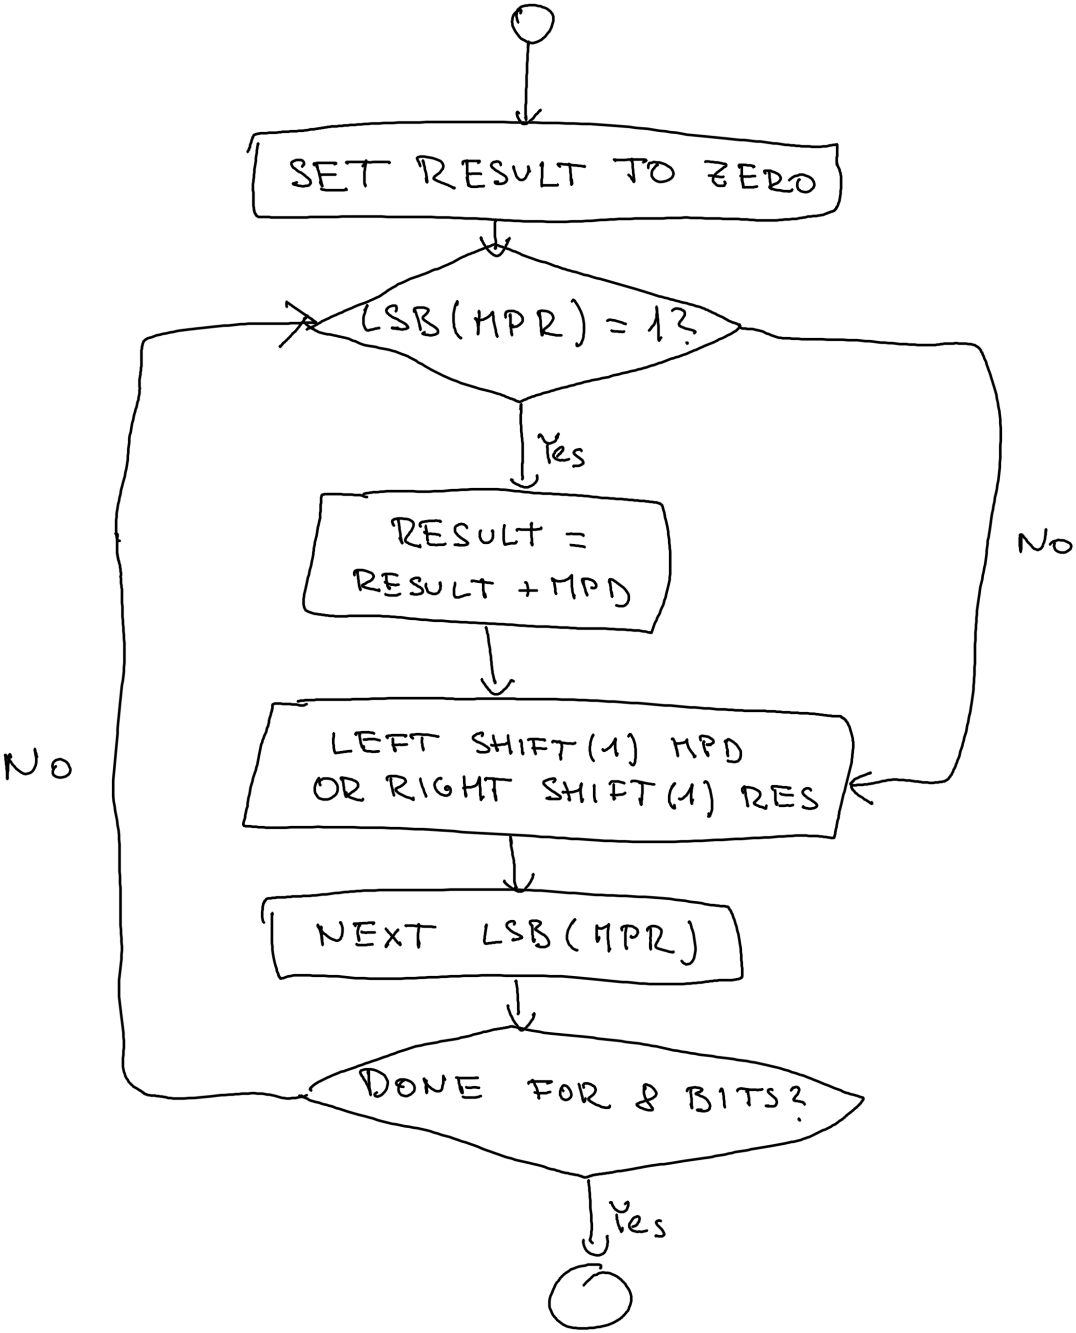 SET RESULT TO ZERO
LSB(MPR) = 1?
Yes
No
RESULT =
RESULT + MPD
LEFT SHIFT(1) MPD
OR RIGHT SHIFT(1) RES
No
NEXT LSB(MPR)
DONE FOR 8 BITS?
Yes